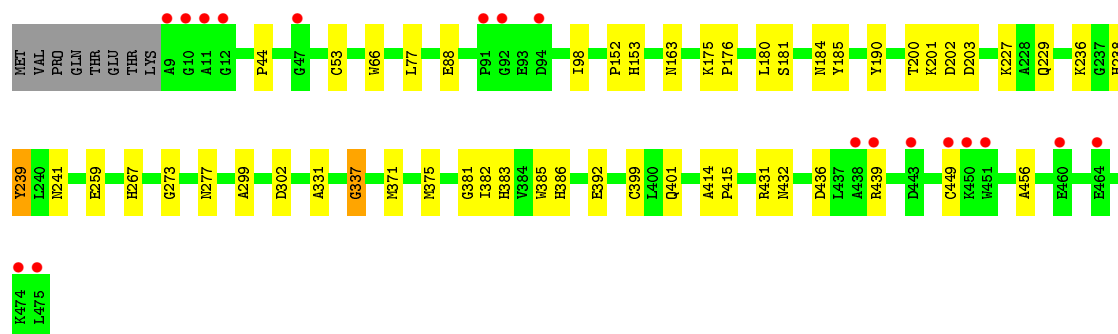 MET VAL PRO GLN THR GLU THR LYS A9 G10 A11 G12 P44 G47 C53 W66 L77 E88 P91 G92 E93 D94 I98 P152 H153 N163 K175 P176 L180 S181 N184 Y185 Y190 T200 K201 D202 D203 K227 A228 Q229 K236 G237 H238
Y239 L240 N241 E259 H267 G273 N277 A299 D302 A331 G337 M371 M375 G381 I382 H383 V384 W385 H386 E392 C399 L400 Q401 A414 P415 R431 N432 D436 L437 A438 R439 D443 C449 K450 W451 A456 E460 E464
K474 L475